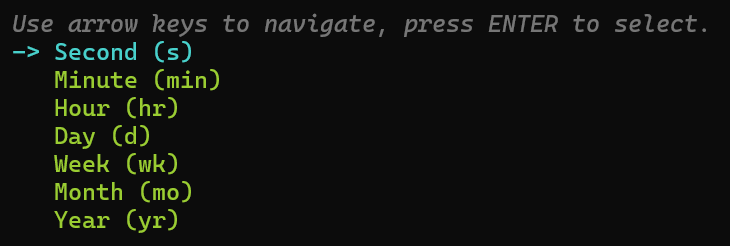 Use arrow keys to navigate, press ENTER to select.
-> Second (s)
Minute (min)
Hour (hr)
Day (d)
Week (wk)
Month (mo)
Year (yr)